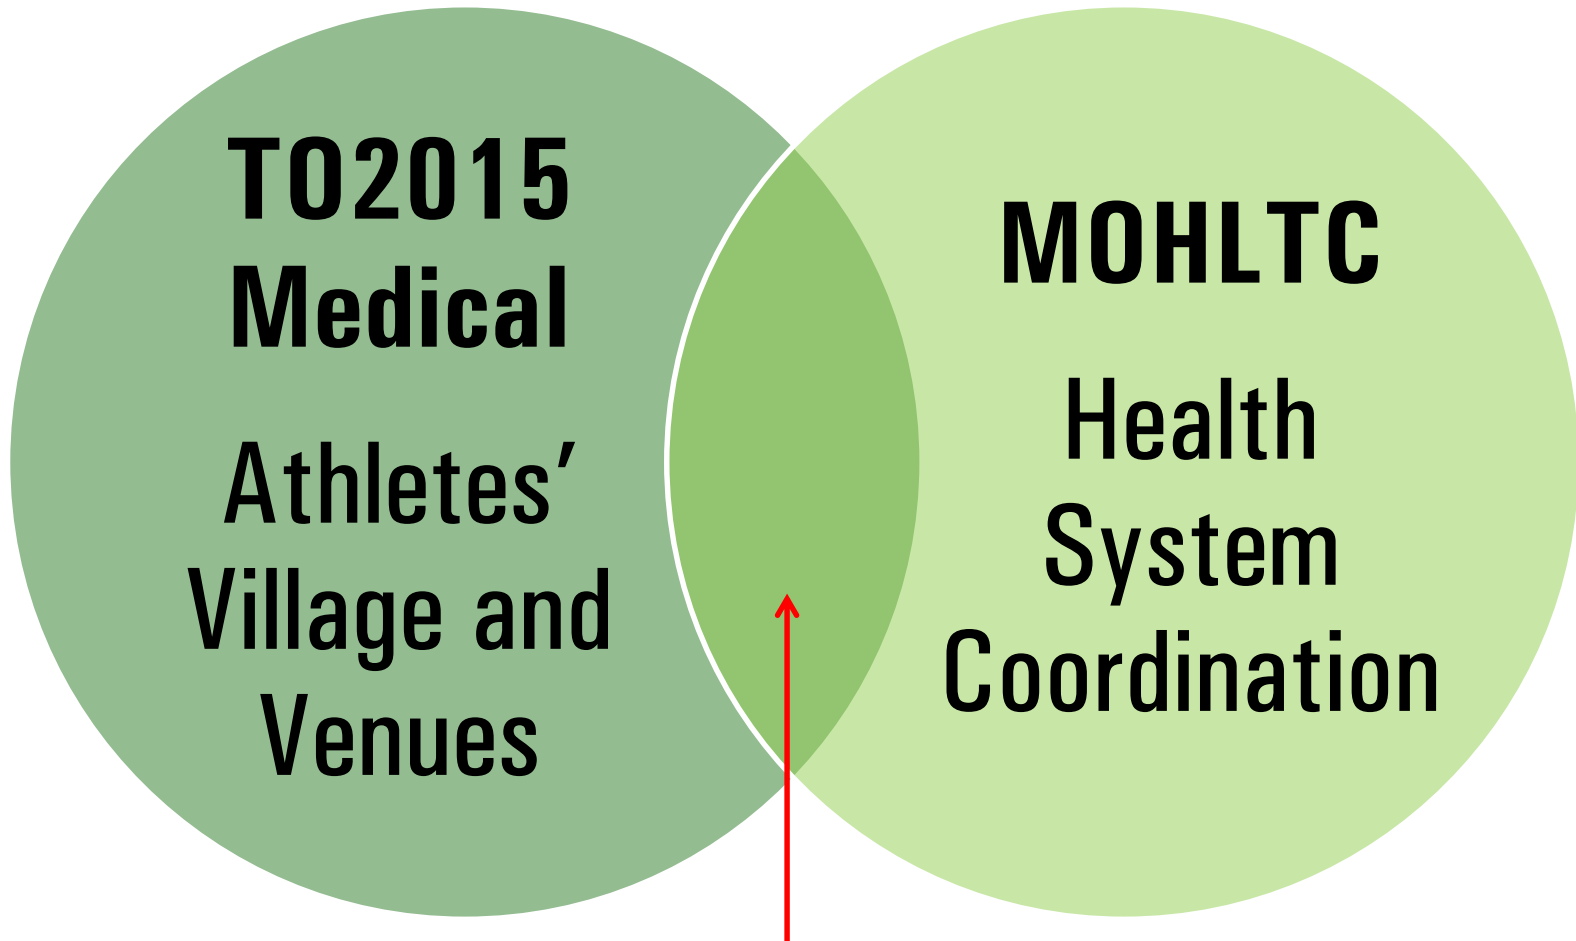 TO2015
Medical
Athletes’
Village and
Venues
MOHLTC
Health
System
Coordination